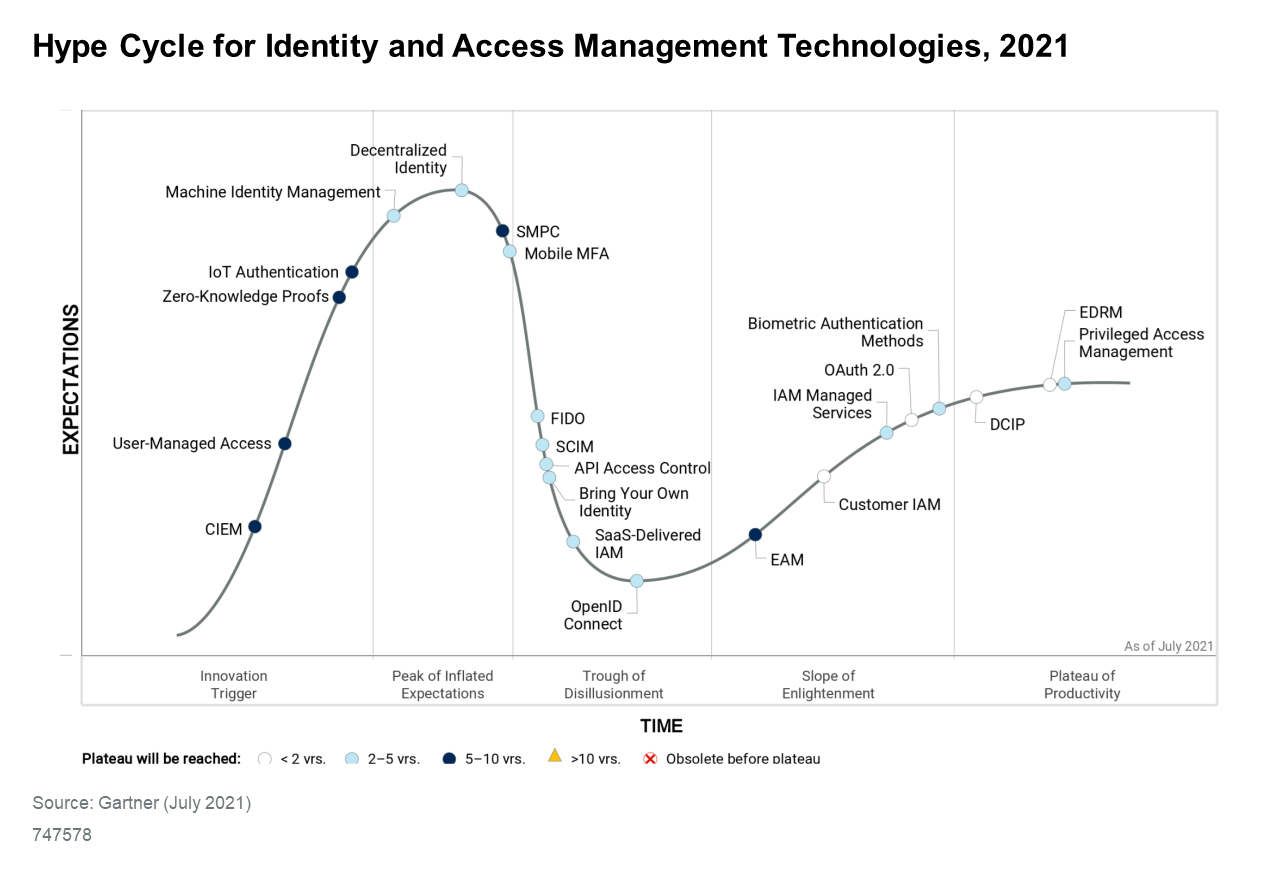 Hype Cycle for Identity and Access Management Technologies, 2021
Decentralized
Identity
Machine Identity Management
SMPC
Mobile MFA
IoT Authentication
Zero-Knowledge Proofs
EXPECTATIONS
User-Managed Access
CIEM
FIDO
SCIM
API Access Control
Bring Your Own
Identity
SaaS-Delivered
IAM
OpenID
Connect
EAM
Customer IAM
IAM Managed
Services
OAuth 2.0
Biometric Authentication
Methods
DCIP
EDRM
Privileged Access
Management
As of July 2021
Innovation
Trigger
Peak of Inflated
Expectations
Trough of
Disillusionment
Slope of
Enlightenment
Plateau of
Productivity
TIME
Plateau will be reached: < 2 yrs. 2–5 yrs. 5–10 yrs. >10 yrs. Obsolete before plateau
Source: Gartner (July 2021)
747578